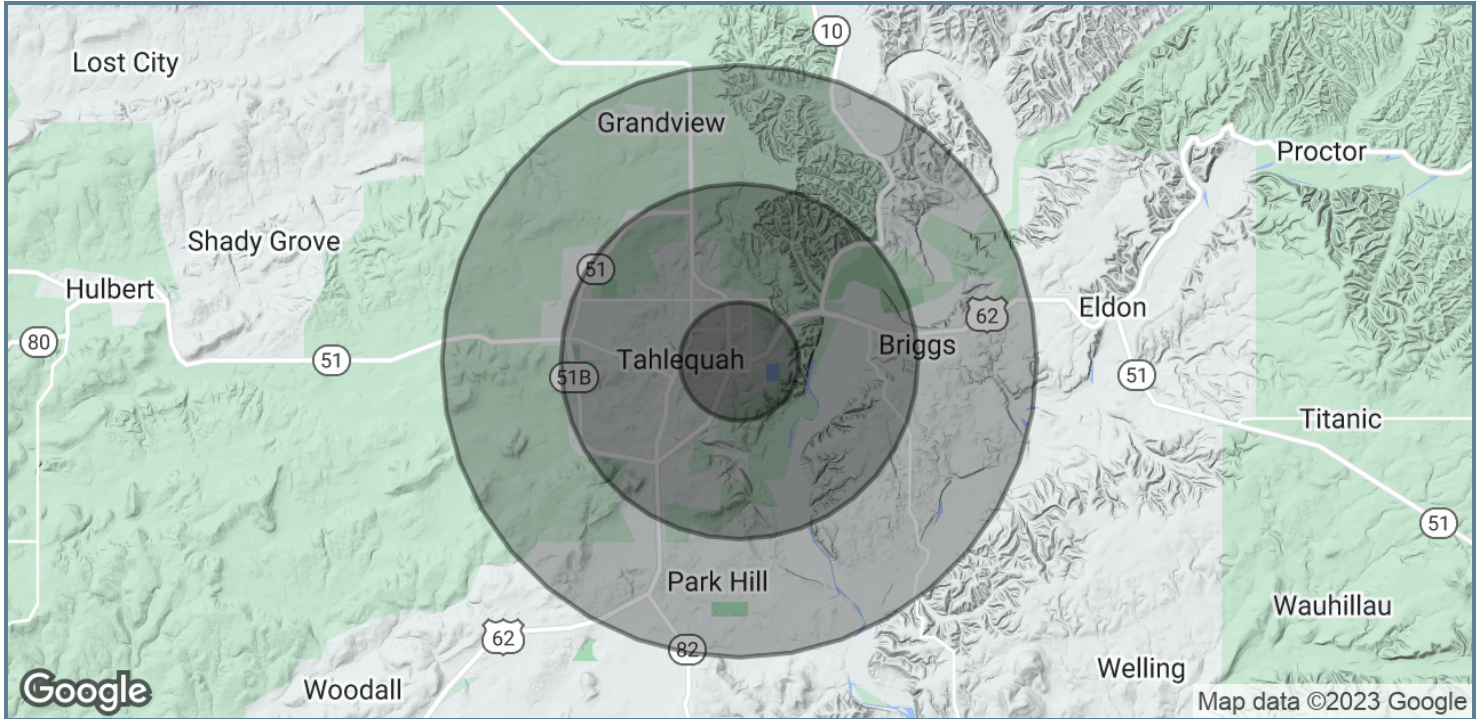 10
Lost City
Grandview
Proctor
Shady Grove
51
Hulbert
62
Eldon
80
Briggs
51
Tahlequah
51B
51
Titanic
51
Park Hill
Wauhillau
62
82
Welling
Woodall
Google
Map data ©2023 Google